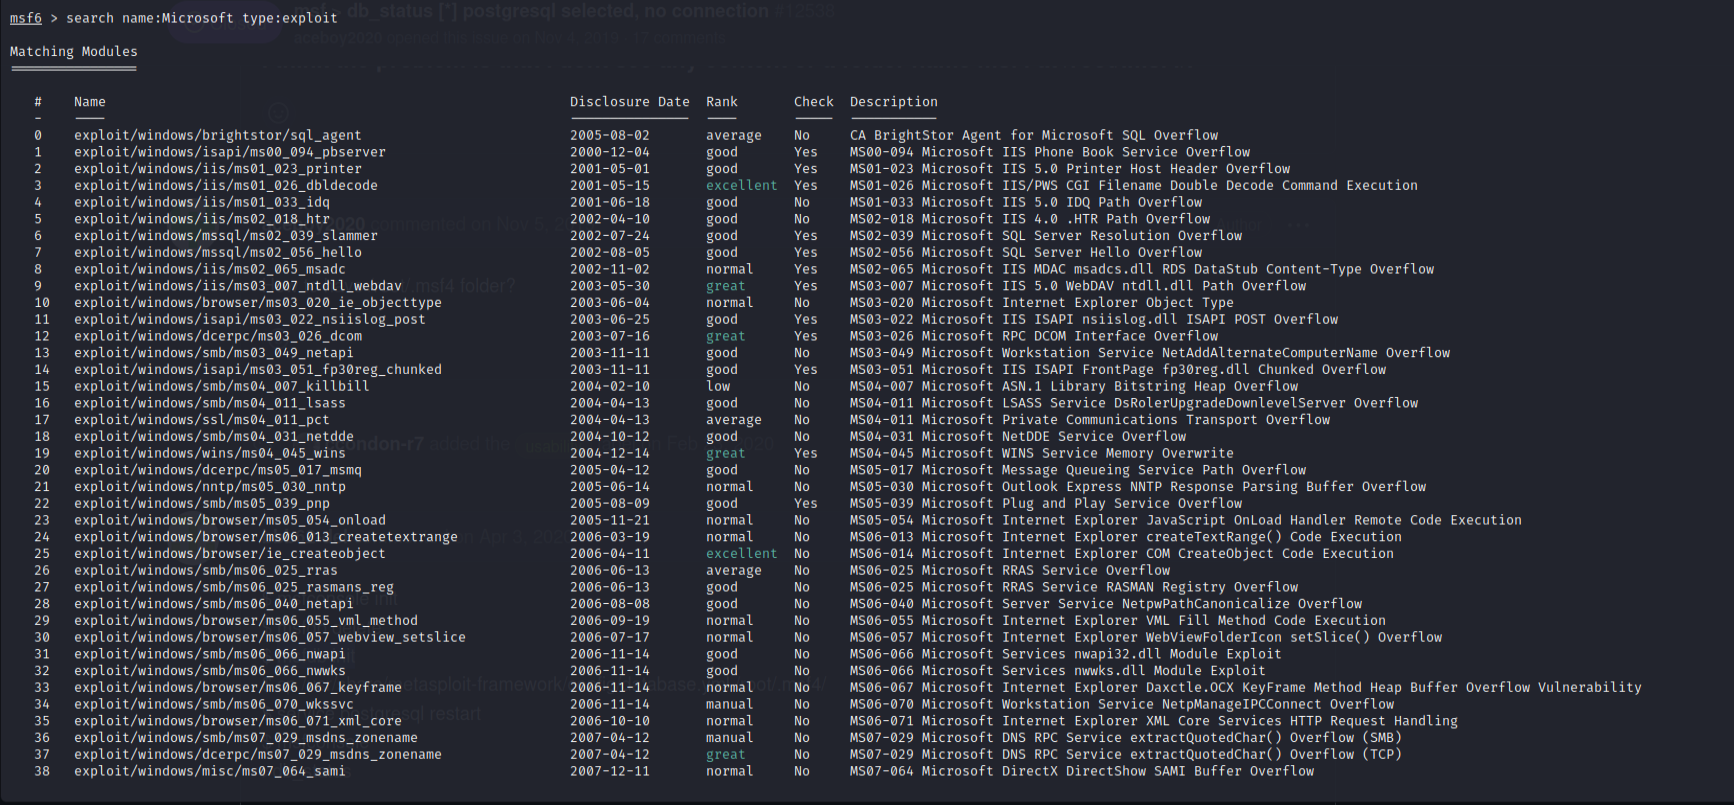 msf6 > search name:Microsoft type:exploit
Matching Modules
# Name Disclosure Date Rank Check Description
0 exploit/windows/brightstor/sql_agent 2005-08-02 average No CA BrightStor Agent for Microsoft SQL Overflow
1 exploit/windows/isapi/ms00_094_pbserver 2000-12-04 good Yes MS00-094 Microsoft IIS Phone Book Service Overflow
2 exploit/windows/iis/ms01_023_printer 2001-05-01 good Yes MS01-023 Microsoft IIS 5.0 Printer Host Header Overflow
3 exploit/windows/iis/ms01_026_dbldecode 2001-05-15 excellent Yes MS01-026 Microsoft IIS/PWS CGI Filename Double Decode Command Execution
4 exploit/windows/iis/ms01_033_idq 2001-06-18 good No MS01-033 Microsoft IIS 5.0 IDQ Path Overflow
5 exploit/windows/iis/ms02_018_htr 2002-04-10 good No MS02-018 Microsoft IIS 4.0 .HTR Path Overflow
6 exploit/windows/mssql/ms02_039_slammer 2002-07-24 good Yes MS02-039 Microsoft SQL Server Resolution Overflow
7 exploit/windows/mssql/ms02_056_hello 2002-08-05 good Yes MS02-056 Microsoft SQL Server Hello Overflow
8 exploit/windows/iis/ms02_065_msadc 2002-11-02 normal Yes MS02-065 Microsoft IIS MDAC msadcs.dll RDS DataStub Content-Type Overflow
9 exploit/windows/iis/ms03_007_ntdll_webdav 2003-05-30 great Yes MS03-007 Microsoft IIS 5.0 WebDAV ntdll.dll Path Overflow
10 exploit/windows/browser/ms03_020_ie_objecttype 2003-06-04 normal No MS03-020 Microsoft Internet Explorer Object Type
11 exploit/windows/isapi/ms03_022_nsiislog_post 2003-06-25 good Yes MS03-022 Microsoft IIS ISAPI nsiislog.dll ISAPI POST Overflow
12 exploit/windows/dcerpc/ms03_026_dcom 2003-07-16 great Yes MS03-026 Microsoft RPC DCOM Interface Overflow
13 exploit/windows/smb/ms03_049_netapi 2003-11-11 good No MS03-049 Microsoft Workstation Service NetAddAlternateComputerName Overflow
14 exploit/windows/isapi/ms03_051_fp30reg_chunked 2003-11-11 good Yes MS03-051 Microsoft IIS ISAPI FrontPage fp30reg.dll Chunked Overflow
15 exploit/windows/smb/ms04_007_killbill 2004-02-10 low No MS04-007 Microsoft ASN.1 Library Bitstring Heap Overflow
16 exploit/windows/smb/ms04_011_lsass 2004-04-13 good No MS04-011 Microsoft LSASS Service DsRolerUpgradeDownlevelServer Overflow
17 exploit/windows/ssl/ms04_011_pct 2004-04-13 average No MS04-011 Microsoft Private Communications Transport Overflow
18 exploit/windows/smb/ms04_031_netdde 2004-10-12 good No MS04-031 Microsoft NetDDE Service Overflow
19 exploit/windows/wins/ms04_045_wins 2004-12-14 great Yes MS04-045 Microsoft WINS Service Memory Overwrite
20 exploit/windows/dcerpc/ms05_017_msmq 2005-04-12 good No MS05-017 Microsoft Message Queueing Service Path Overflow
21 exploit/windows/nntp/ms05_030_nntp 2005-06-14 normal No MS05-030 Microsoft Outlook Express NNTP Response Parsing Buffer Overflow
22 exploit/windows/smb/ms05_039_pnp 2005-08-09 good Yes MS05-039 Microsoft Plug and Play Service Overflow
23 exploit/windows/browser/ms05_054_onload 2005-11-21 normal No MS05-054 Microsoft Internet Explorer JavaScript OnLoad Handler Remote Code Execution
24 exploit/windows/browser/ms06_013_createtextrange 2006-03-19 normal No MS06-013 Microsoft Internet Explorer createTextRange() Code Execution
25 exploit/windows/browser/ie_createobject 2006-04-11 excellent No MS06-014 Microsoft Internet Explorer COM CreateObject Code Execution
26 exploit/windows/smb/ms06_025_rras 2006-06-13 average No MS06-025 Microsoft RRAS Service Overflow
27 exploit/windows/smb/ms06_025_rasmans_reg 2006-06-13 good No MS06-025 Microsoft RRAS Service RASMAN Registry Overflow
28 exploit/windows/smb/ms06_040_netapi 2006-08-08 good No MS06-040 Microsoft Server Service NetpwPathCanonicalize Overflow
29 exploit/windows/browser/ms06_055_vml_method 2006-09-19 normal No MS06-055 Microsoft Internet Explorer VML Fill Method Code Execution
30 exploit/windows/browser/ms06_057_webview_setslice 2006-07-17 normal No MS06-057 Microsoft Internet Explorer WebViewFolderIcon setSlice() Overflow
31 exploit/windows/smb/ms06_066_nwapi 2006-11-14 good No MS06-066 Microsoft Services nwapi32.dll Module Exploit
32 exploit/windows/smb/ms06_066_nwwks 2006-11-14 good No MS06-066 Microsoft Services nwwks.dll Module Exploit
33 exploit/windows/browser/ms06_067_keyframe 2006-11-14 normal No MS06-067 Microsoft Internet Explorer Daxctle.OCX KeyFrame Method Heap Buffer Overflow Vulnerability
34 exploit/windows/smb/ms06_070_wkssvc 2006-11-14 manual No MS06-070 Microsoft Workstation Service NetpManageIPCConnect Overflow
35 exploit/windows/browser/ms06_071_xml_core 2006-10-10 normal No MS06-071 Microsoft Internet Explorer XML Core Services HTTP Request Handling
36 exploit/windows/smb/ms07_029_msdns_zonename 2007-04-12 manual No MS07-029 Microsoft DNS RPC Service extractQuotedChar() Overflow (SMB)
37 exploit/windows/dcerpc/ms07_029_msdns_zonename 2007-04-12 great No MS07-029 Microsoft DNS RPC Service extractQuotedChar() Overflow (TCP)
38 exploit/windows/misc/ms07_064_sami 2007-12-11 normal No MS07-064 Microsoft DirectX DirectShow SAMI Buffer Overflow